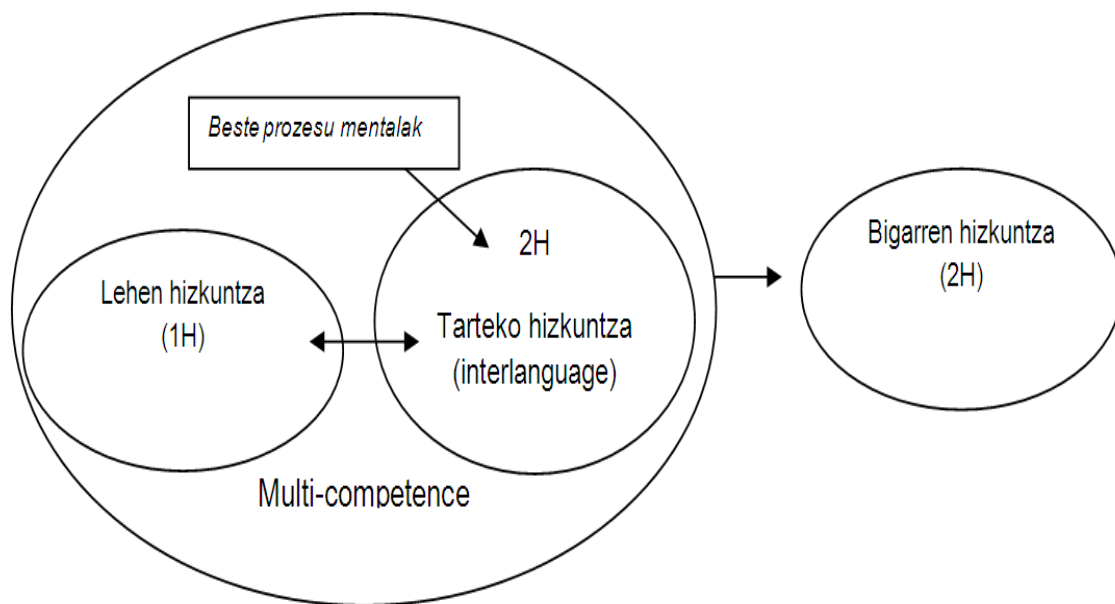 Beste prozesu mentalak
2H
Bigarren hizkuntza
(2H)
Lehen hizkuntza
(1H)
Tarteko hizkuntza
(interlanguage)
Multi-competence